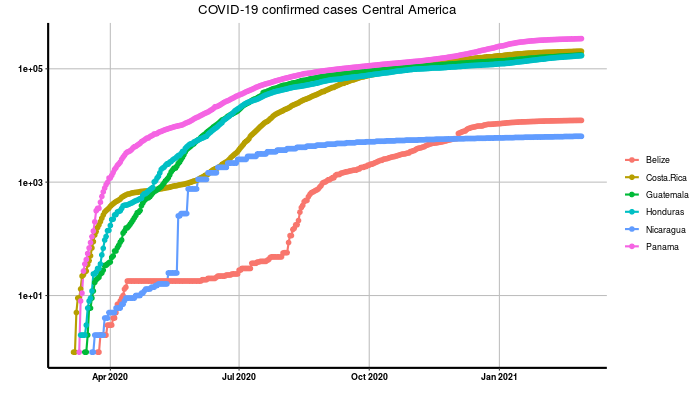 COVID-19 confirmed cases Central America
1e+05
1e+03
1e+01
Apr 2020
Jul 2020
Oct 2020
Jan 2021
Belize
Costa.Rica
Guatemala
Honduras
Nicaragua
Panama